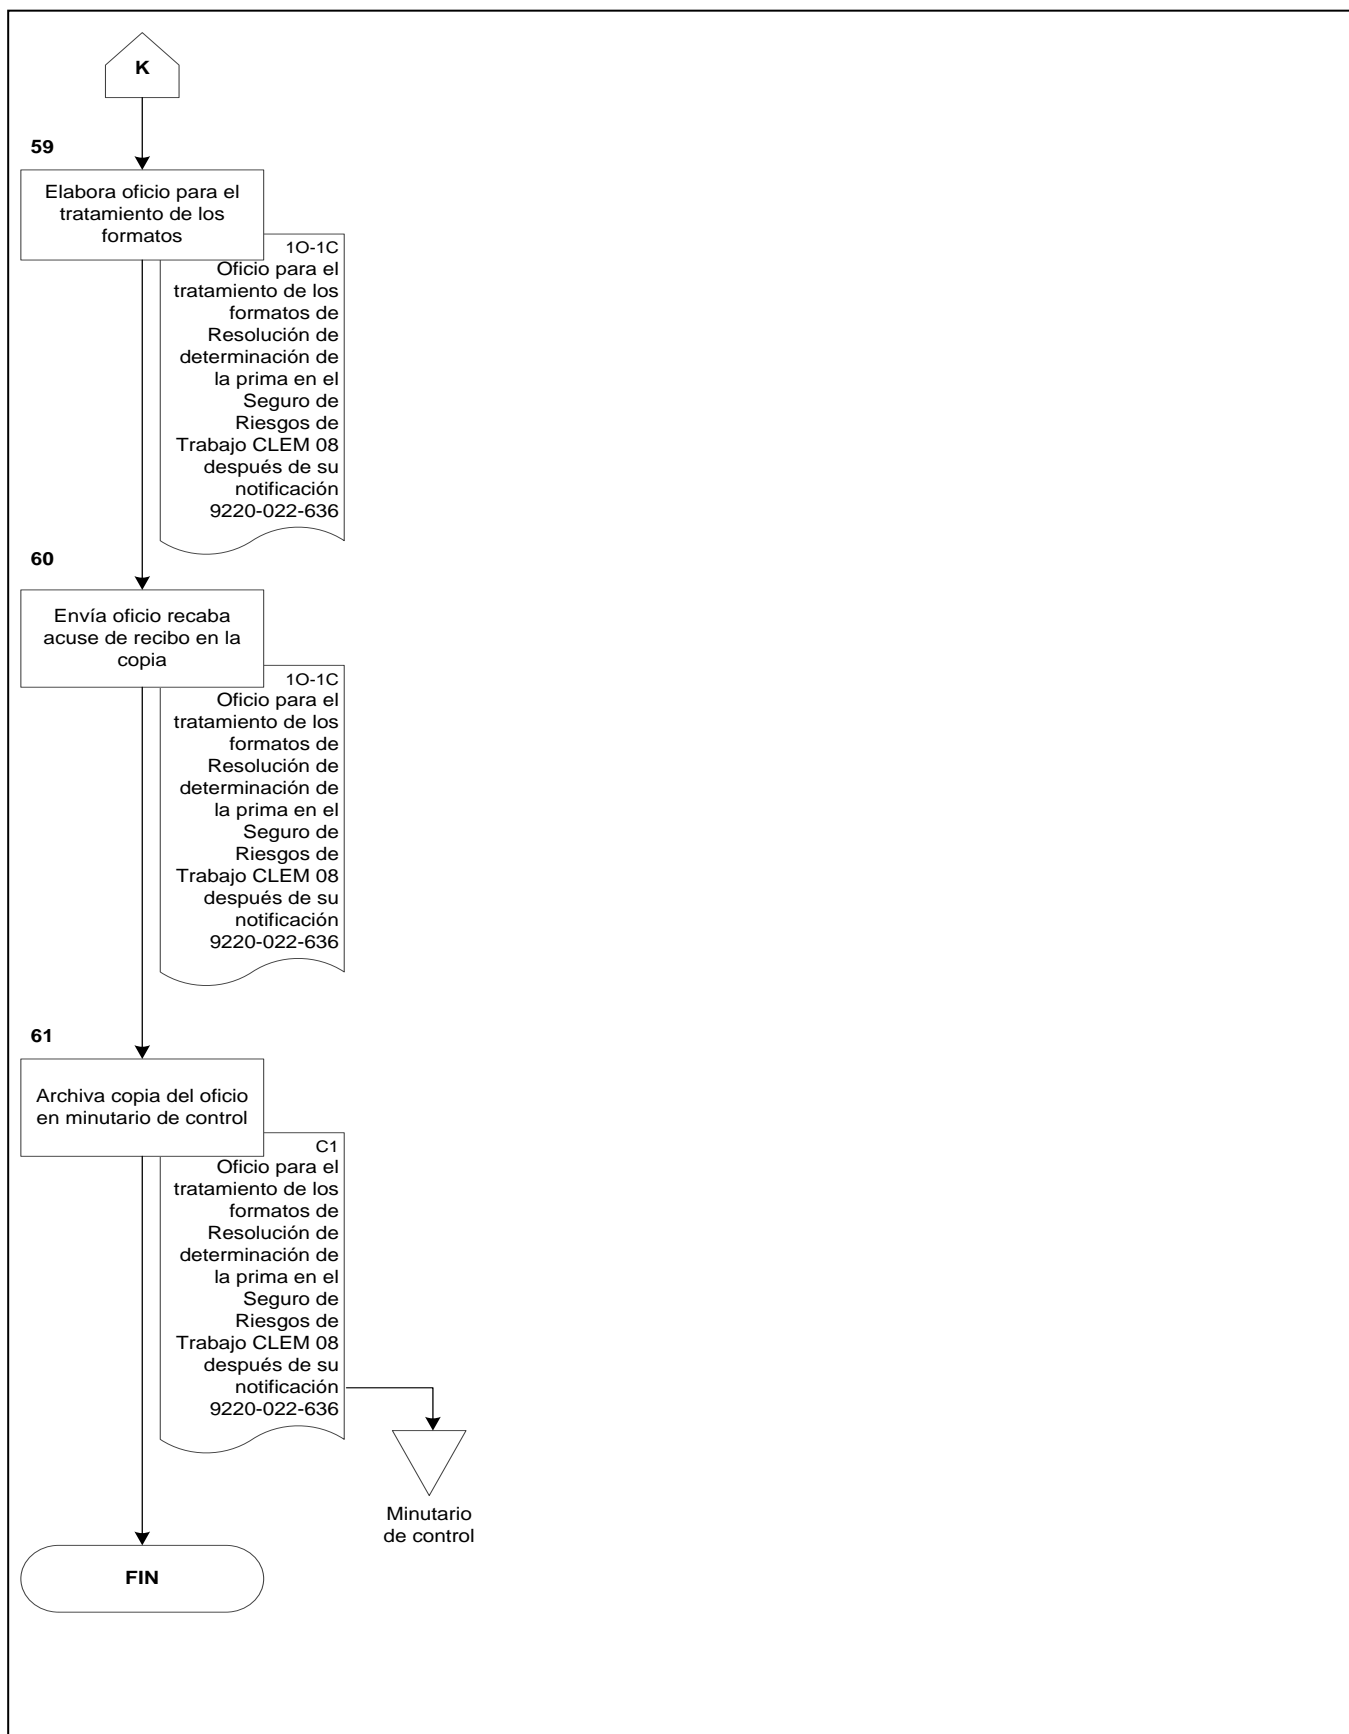 K
59
Elabora oficio para el
tratamiento de los
formatos
1O-1C
Oficio para el
tratamiento de los
formatos de
Resolución de
determinación de
la prima en el
Seguro de
Riesgos de
Trabajo CLEM 08
después de su
notificación
9220-022-636
60
Envía oficio recaba
acuse de recibo en la
copia
1O-1C
Oficio para el
tratamiento de los
formatos de
Resolución de
determinación de
la prima en el
Seguro de
Riesgos de
Trabajo CLEM 08
después de su
notificación
9220-022-636
61
Archiva copia del oficio
en minutario de control
C1
Oficio para el
tratamiento de los
formatos de
Resolución de
determinación de
la prima en el
Seguro de
Riesgos de
Trabajo CLEM 08
después de su
notificación
9220-022-636
Minutario
de control
FIN